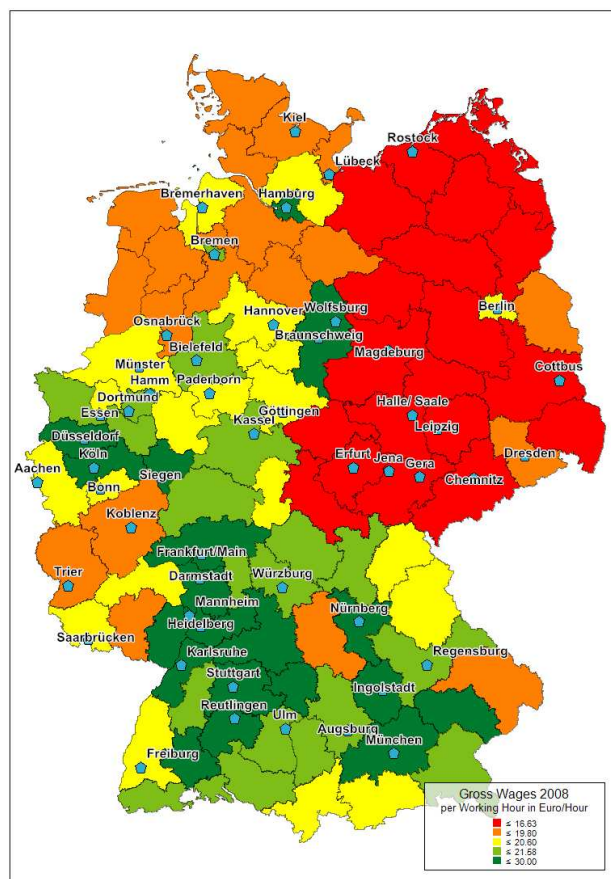 Kiel
Rostock
Lübeck
Bremerhaven
Hamburg
Bremen
Berlin
Hannover
Wolfsburg
Osnabrück
Braunschweig
Bielefeld
Magdeburg
Münster
Cottbus
Hamm
Paderborn
Dortmund
Halle/ Saale
Göttingen
Essen
Kassel
Leipzig
Düsseldorf
Köln
Dresden
Aachen
Siegen
Erfurt
Jena
Gera
Chemnitz
Bonn
Koblenz
Frankfurt/Main
Trier
Darmstadt
Würzburg
Mannheim
Nürnberg
Heidelberg
Saarbrücken
Karlsruhe
Regensburg
Stuttgart
Ingolstadt
Reutlingen
Ulm
Augsburg
Freiburg
München
Gross Wages 2008
per Working Hour in Euro/Hour
≤ 16.63
≤ 19.80
≤ 20.60
≤ 21.58
≤ 30.00